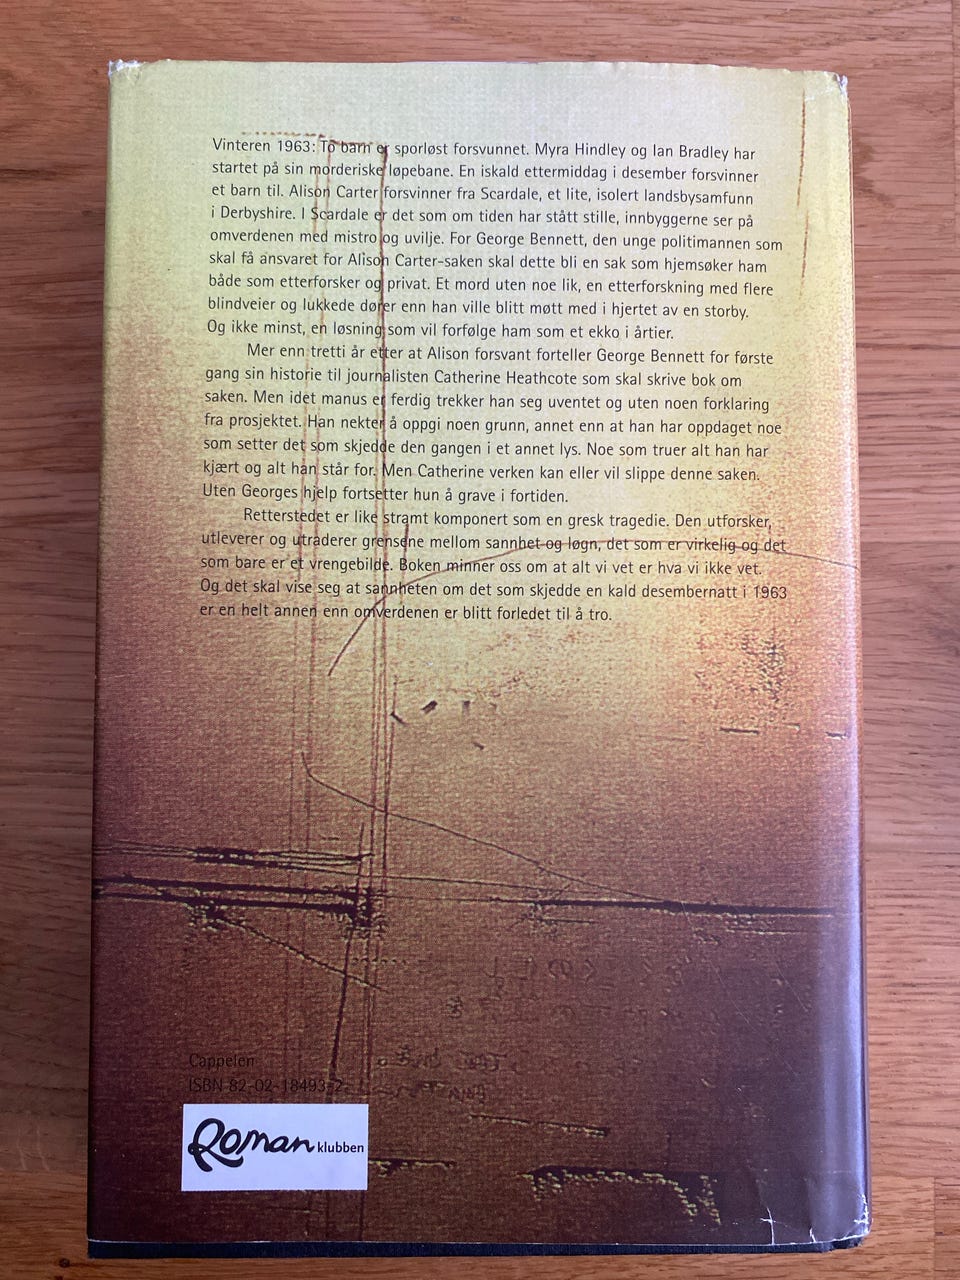 Vinteren 1963: To barn er sporløst forsvunnet. Myra Hindley og Ian Bradley har
startet på sin morderiske løpebane. En iskald ettermiddag i desember forsvinner
et barn til. Alison Carter forsvinner fra Scardale, et lite, isolert landsbysamfunn
i Derbyshire. I Scardale er det som om tiden har stått stille, innbyggerne ser på
omverdenen med mistro og uvilje. For George Bennett, den unge politimannen som
skal få ansvaret for Alison Carter-saken skal dette bli en sak som hjemsøker ham
både som etterforsker og privat. Et mord uten noe lik, en etterforskning med flere
blindveier og lukkede dører enn han ville blitt møtt med i hjertet av en storby.
Og ikke minst, en løsning som vil forfølge ham som et ekko i årtier.
Mer enn tretti år etter at Alison forsvant forteller George Bennett for første
gang sin historie til journalisten Catherine Heathcote som skal skrive bok om
saken. Men idet manus er ferdig trekker han seg uventet og uten noen forklaring
fra prosjektet. Han nekter å oppgi noen grunn, annet enn at han har oppdaget noe
som setter det som skjedde den gangen i et annet lys. Noe som truer alt han har
kjært og alt han står for. Men Catherine verken kan eller vil slippe denne saken.
Uten Georges hjelp fortsetter hun å grave i fortiden.
Retterstedet er like stramt komponert som en gresk tragedie. Den utforsker,
utleverer og utraderer grensene mellom sannhet og løgn, det som er virkelig og det
som bare er et vrengebilde. Boken minner oss om at alt vi vet er hva vi ikke vet.
Og det skal vise seg at sannheten om det som skjedde en kald desembernatt i 1963
er en helt annen enn omverdenen er blitt forledet til å tro.
Cappelen
ISBN 82-02-18493-2
Roman klubben